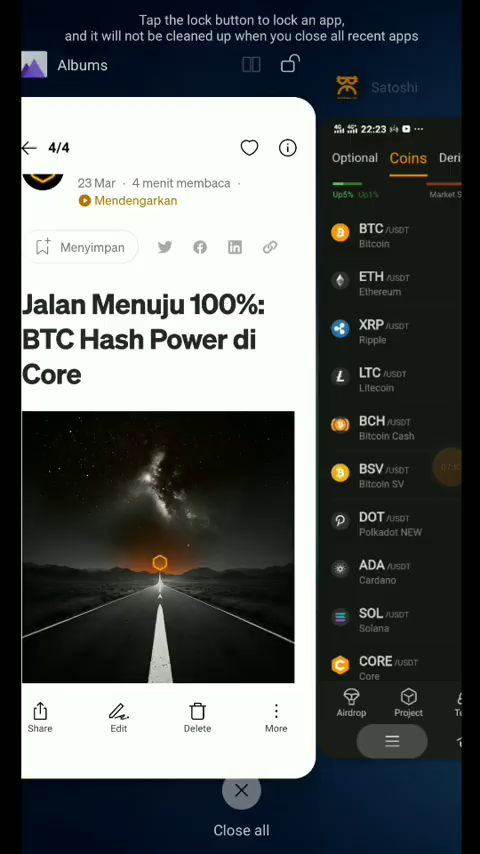 Tap the lock button to lock an app,
and it will not be cleaned up when you close all recent apps
Albums
4/4
23 Mar · 4 menit membaca ·
Mendengarkan
Menyimpan
Jalan Menuju 100%:
BTC Hash Power di
Core
Share
Edit
Delete
More
Satoshi
22:23
Optional
Coins
Up5%
Up1%
BTC /USDT
Bitcoin
ETH /USDT
Ethereum
XRP /USDT
Ripple
LTC /USDT
Litecoin
BCH /USDT
Bitcoin Cash
BSV /USDT
Bitcoin SV
DOT /USDT
Polkadot NEW
ADA /USDT
Cardano
SOL /USDT
Solana
CORE /USDT
Core
Airdrop
Project
Close all